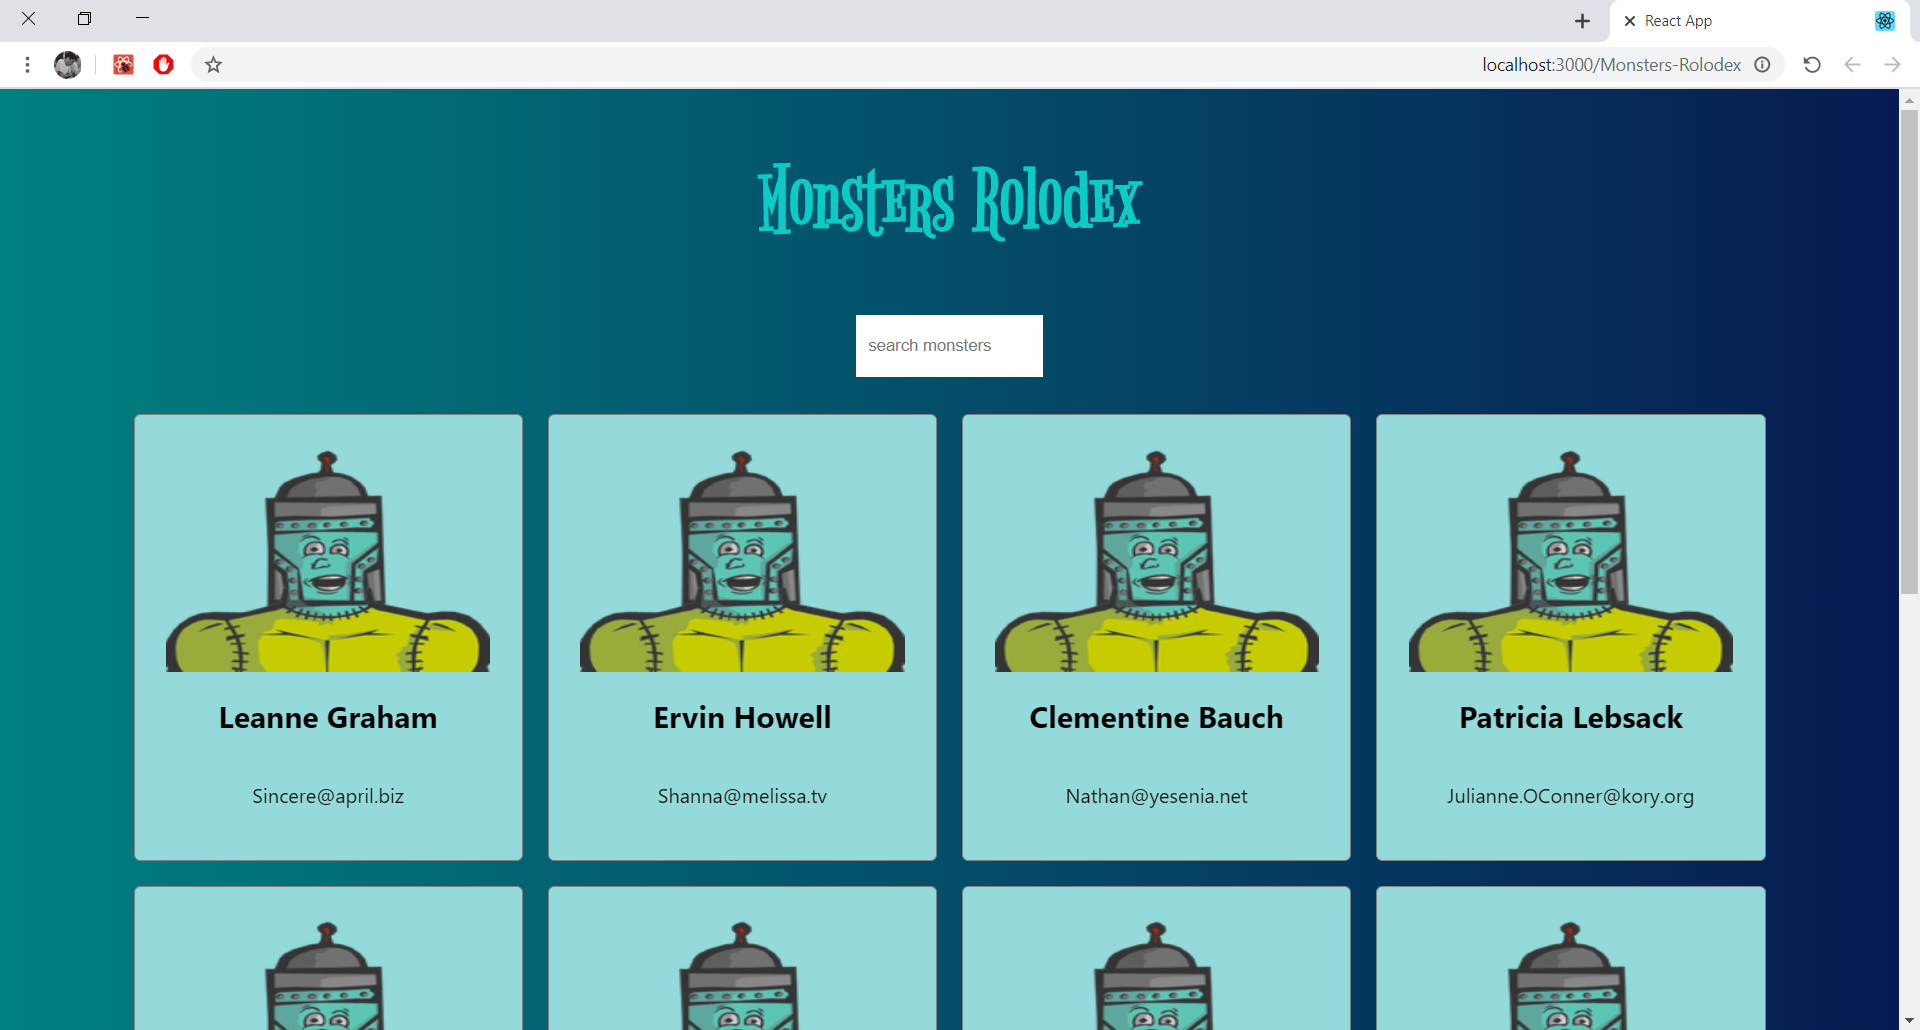 React App
localhost:3000/Monsters-Rolodex
Monsters Rolodex
search monsters
Leanne Graham
Sincere@april.biz
Ervin Howell
Shanna@melissa.tv
Clementine Bauch
Nathan@yesenia.net
Patricia Lebsack
Julianne.OConner@kory.org